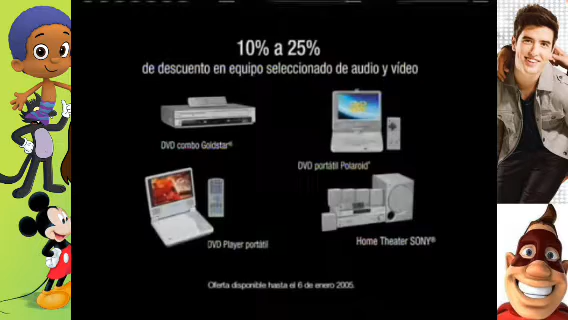 10% a 25%
de descuento en equipo seleccionado de audio y vídeo
DVD combo Goldstar®
DVD portátil Polaroid®
DVD Player portátil
Home Theater SONY®
Oferta disponible hasta el 6 de enero 2005.